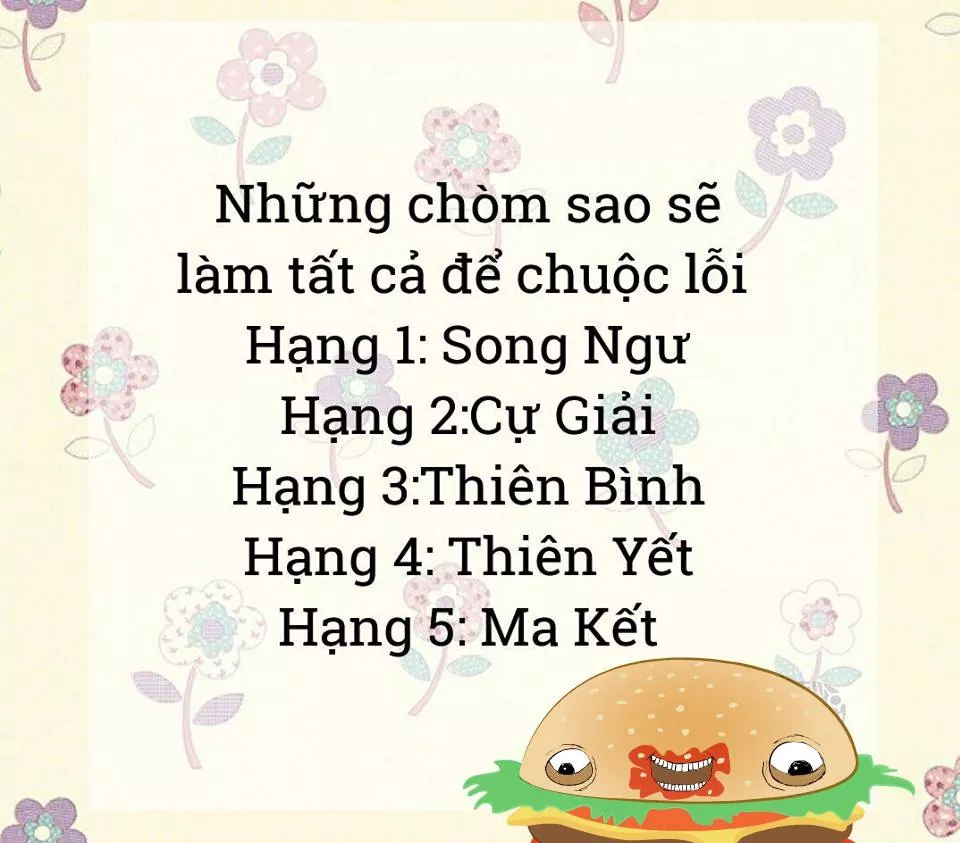 Những chòm sao sẽ
làm tất cả để chuộc lỗi
Hạng 1: Song Ngư
Hạng 2:Cự Giải
Hạng 3:Thiên Bình
Hạng 4: Thiên Yết
Hạng 5: Ma Kết